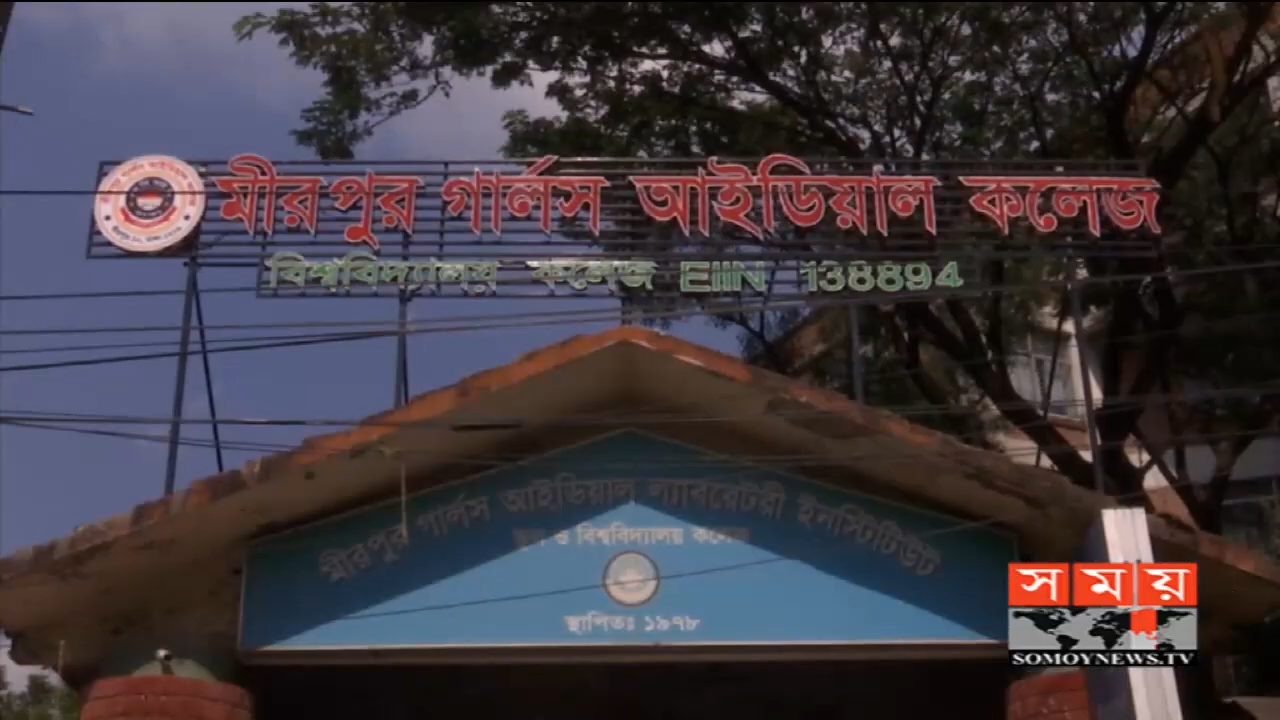 মীরপুর গার্লস আইডিয়াল কলেজ
বিশ্ববিদ্যালয় কলেজ EIIN 138894
মীরপুর গার্লস আইডিয়াল ল্যাবরেটরী ইনস্টিটিউট
ও বিশ্ববিদ্যালয় কলেজ
স্থাপিতঃ ১৯৭৮
সময়
SOMOYNEWS.TV